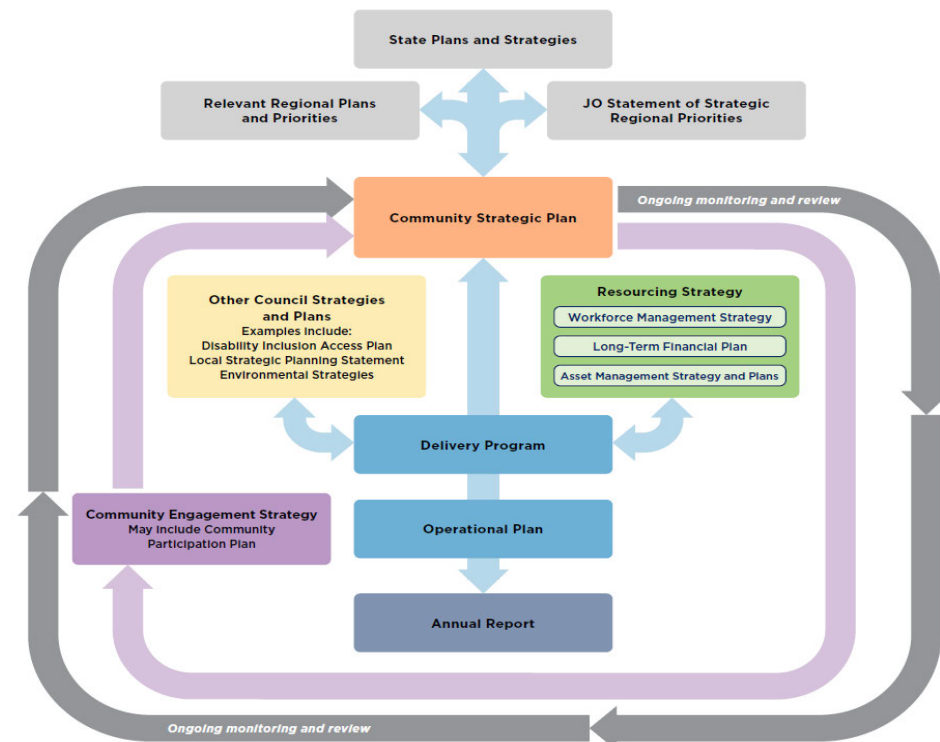 State Plans and Strategies
Relevant Regional Plans
and Priorities
JO Statement of Strategic
Regional Priorities
Community Strategic Plan
Ongoing monitoring and review
Other Council Strategies
and Plans
Examples include:
Disability Inclusion Access Plan
Local Strategic Planning Statement
Environmental Strategies
Resourcing Strategy
Workforce Management Strategy
Long-Term Financial Plan
Asset Management Strategy and Plans
Delivery Program
Community Engagement Strategy
May include Community
Participation Plan
Operational Plan
Annual Report
Ongoing monitoring and review